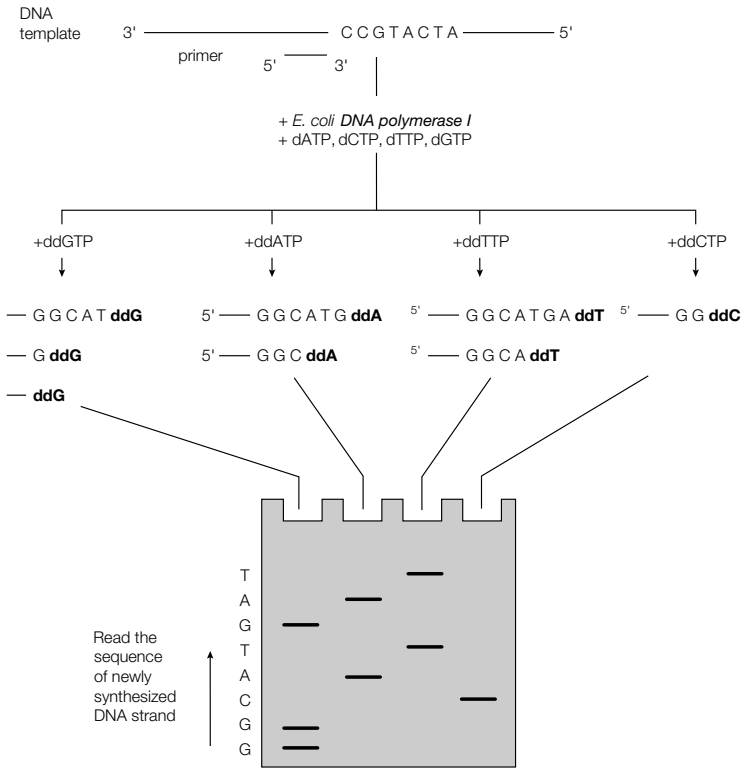 DNA
template
3' CCGTACTA 5'
primer
5' 3'
+ E. coli DNA polymerase I
+ dATP, dCTP, dTTP, dGTP
+ddGTP +ddATP +ddTTP +ddCTP
G G C A T ddG 5' G G C A T G ddA 5' G G C A T G A ddT 5' G G ddC
G ddG 5' G G C ddA 5' G G C A ddT
ddG
T
A
G
T
A
C
G
G
Read the
sequence
of newly
synthesized
DNA strand